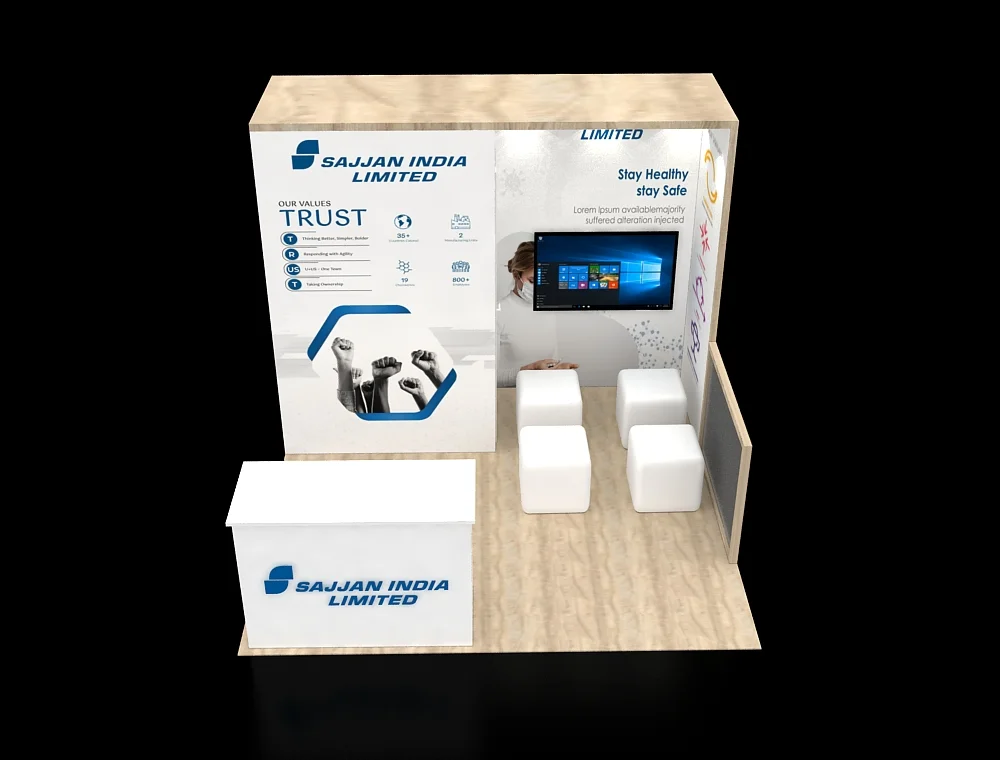 SAJJAN INDIA
LIMITED
OUR VALUES
TRUST
T Thinking Better, Simpler, Bolder
R Responding with Agility
US U+US - One Team
T Taking Ownership
35+
2
19
800+
LIMITED
Stay Healthy
stay Safe
Lorem Ipsum availablemajority
suffered alteration injected
SAJJAN INDIA
LIMITED